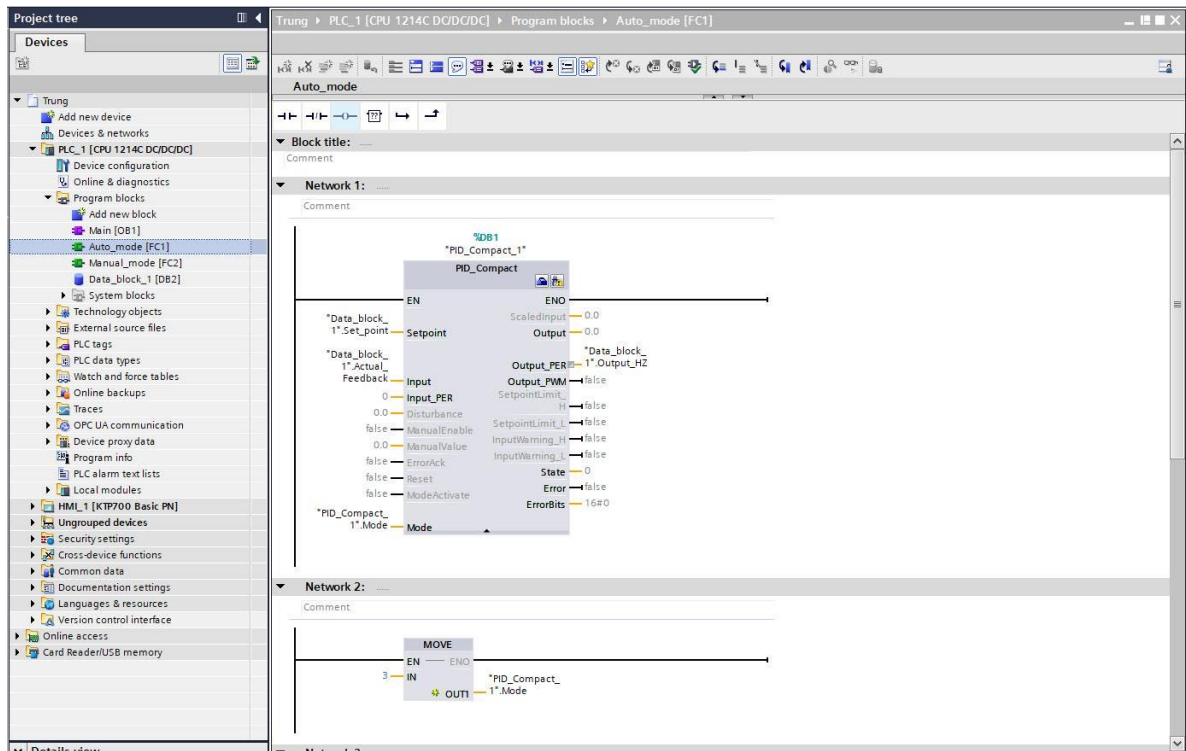 Project tree
Devices
Trung
Add new device
Devices & networks
PLC_1 [CPU 1214C DC/DC/DC]
Device configuration
Online & diagnostics
Program blocks
Add new block
Main [OB1]
Auto_mode [FC1]
Manual_mode [FC2]
Data_block_1 [DB2]
System blocks
Technology objects
External source files
PLC tags
PLC data types
Watch and force tables
Online backups
Traces
OPC UA communication
Device proxy data
Program info
PLC alarm text lists
Local modules
HMI_1 [KTP700 Basic PN]
Ungrouped devices
Security settings
Cross-device functions
Common data
Documentation settings
Languages & resources
Version control interface
Online access
Card Reader/USB memory
Details view
Trung PLC_1 [CPU 1214C DC/DC/DC] Program blocks Auto_mode [FC1]
Auto_mode
??
Block title: .....
Comment
Network 1: .....
Comment
%DB1
"PID_Compact_1"
PID_Compact
EN ENO
ScaledInput 0.0
"Data_block_
1".Set_point Setpoint Output 0.0
"Data_block_
1".Actual_
Feedback Input
Output_PER "Data_block_
1".Output_HZ
Output_PWM false
0 Input_PER
SetpointLimit_
H false
0.0 Disturbance
SetpointLimit_L false
false ManualEnable
InputWarning_H false
0.0 ManualValue
InputWarning_L false
false ErrorAck
State 0
false Reset
Error false
false ModeActivate
ErrorBits 16#0
"PID_Compact_
1".Mode Mode
Network 2: .....
Comment
MOVE
EN ENO
3 IN
OUT1 "PID_Compact_
1".Mode